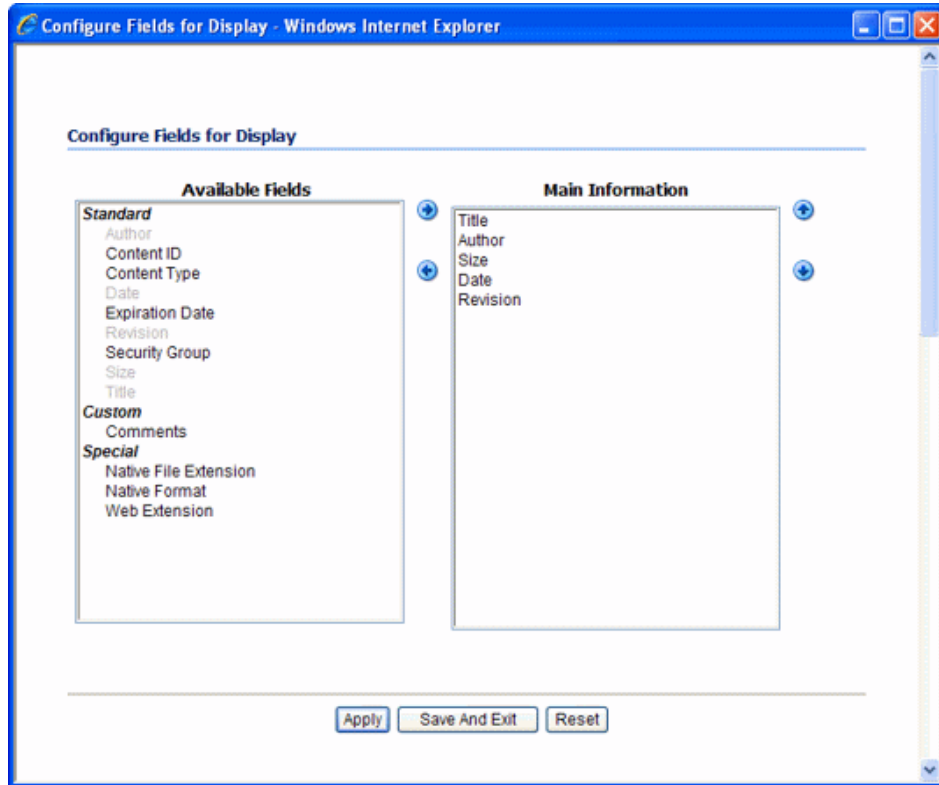 Configure Fields for Display - Windows Internet Explorer
Configure Fields for Display
Available Fields
Standard
Author
Content ID
Content Type
Date
Expiration Date
Revision
Security Group
Size
Title
Custom
Comments
Special
Native File Extension
Native Format
Web Extension
Main Information
Title
Author
Size
Date
Revision
Apply Save And Exit Reset